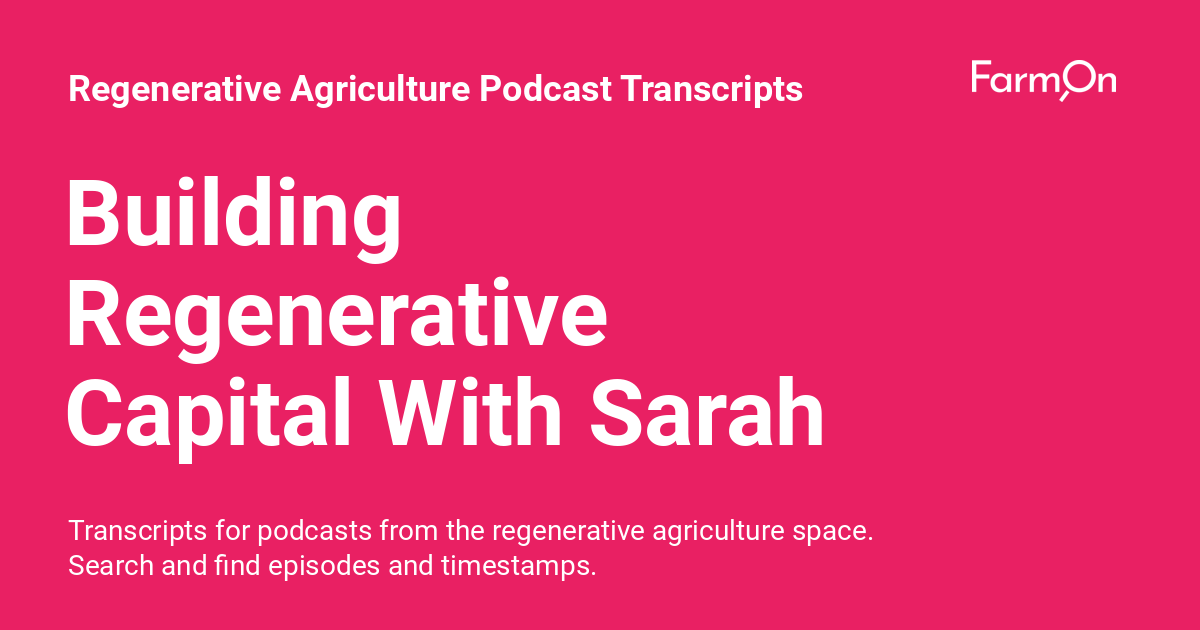 Regenerative Agriculture Podcast Transcripts
FarmOn
Building
Regenerative
Capital With Sarah
Transcripts for podcasts from the regenerative agriculture space.
Search and find episodes and timestamps.